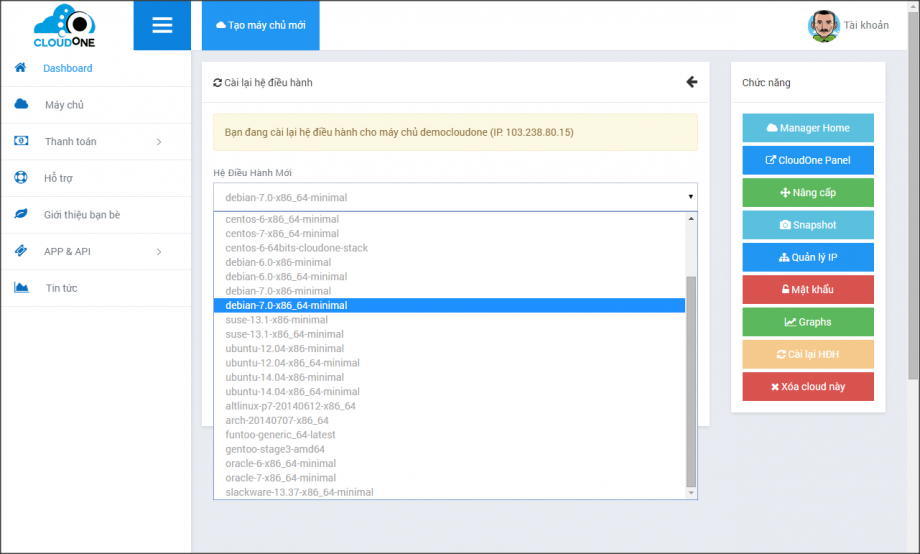 CLOUDONE
Tạo máy chủ mới
Tài khoản
Dashboard
Máy chủ
Thanh toán
Hỗ trợ
Giới thiệu bạn bè
APP & API
Tin tức
Cài lại hệ điều hành
Bạn đang cài lại hệ điều hành cho máy chủ democloudone (IP. 103.238.80.15)
Hệ Điều Hành Mới
debian-7.0-x86_64-minimal
centos-6-x86_64-minimal
centos-7-x86_64-minimal
centos-6-64bits-cloudone-stack
debian-6.0-x86-minimal
debian-6.0-x86_64-minimal
debian-7.0-x86-minimal
debian-7.0-x86_64-minimal
suse-13.1-x86-minimal
suse-13.1-x86_64-minimal
ubuntu-12.04-x86-minimal
ubuntu-12.04-x86_64-minimal
ubuntu-14.04-x86-minimal
ubuntu-14.04-x86_64-minimal
altlinux-p7-20140612-x86_64
arch-20140707-x86_64
funtoo-generic_64-latest
gentoo-stage3-amd64
oracle-6-x86_64-minimal
oracle-7-x86_64-minimal
slackware-13.37-x86_64-minimal
Chức năng
Manager Home
CloudOne Panel
Nâng cấp
Snapshot
Quản lý IP
Mật khẩu
Graphs
Cài lại HĐH
Xóa cloud này